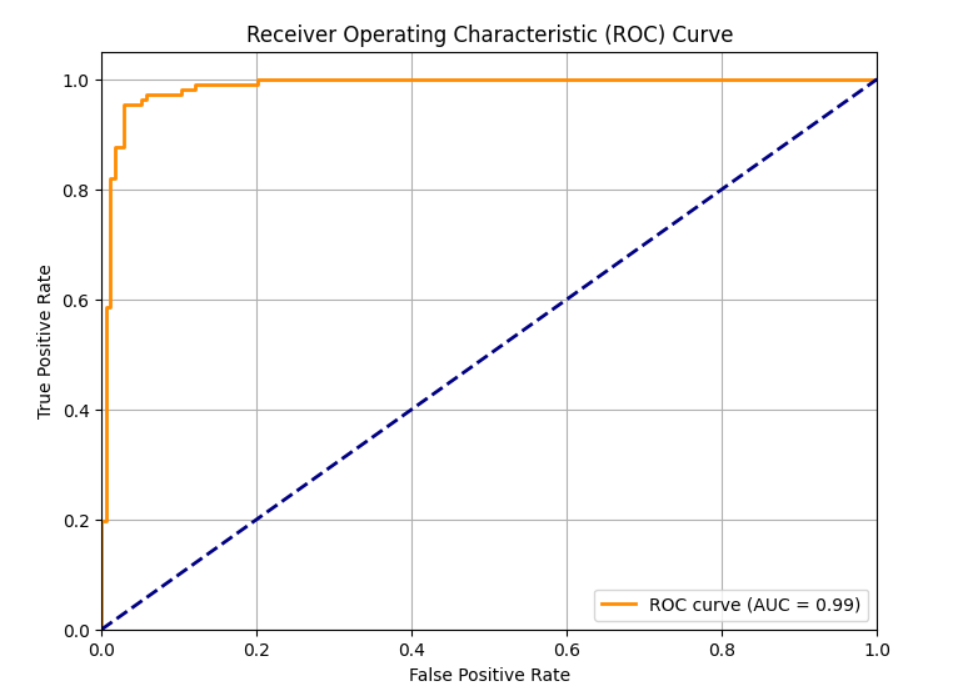 Receiver Operating Characteristic (ROC) Curve
1.0
0.8
0.6
0.4
0.2
0.0
True Positive Rate
ROC curve (AUC = 0.99)
0.0 0.2 0.4 0.6 0.8 1.0
False Positive Rate